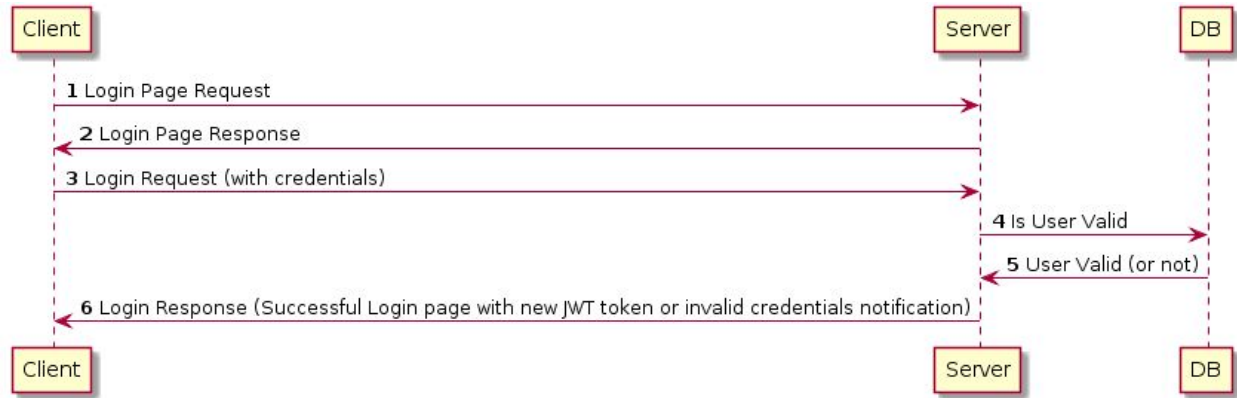 Client Server DB
1 Login Page Request
2 Login Page Response
3 Login Request (with credentials)
4 Is User Valid
5 User Valid (or not)
6 Login Response (Successful Login page with new JWT token or invalid credentials notification)
Client Server DB